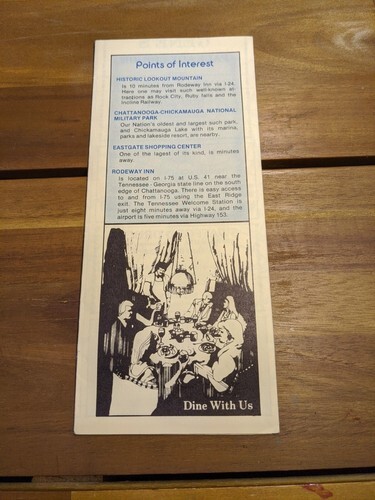 Points of Interest
HISTORIC LOOKOUT MOUNTAIN
Is 10 minutes from Rodeway Inn via I-24.
Here one may visit such well-known at-
tractions as Rock City, Ruby falls and the
Incline Railway.
CHATTANOOGA-CHICKAMAUGA NATIONAL
MILITARY PARK
Our Nation's oldest and largest such park,
and Chickamauga Lake with its marina,
parks and lakeside resort, are nearby.
EASTGATE SHOPPING CENTER
One of the lagest of its kind, is minutes
away.
RODEWAY INN
Is located on I-75 at U.S. 41 near the
Tennessee - Georgia state line on the south
edge of Chattanooga. There is easy access
to and from I-75 using the East Ridge
exit. The Tennessee Welcome Station is
just eight minutes away via I-24, and the
airport is five minutes via Highway 153.
Dine With Us